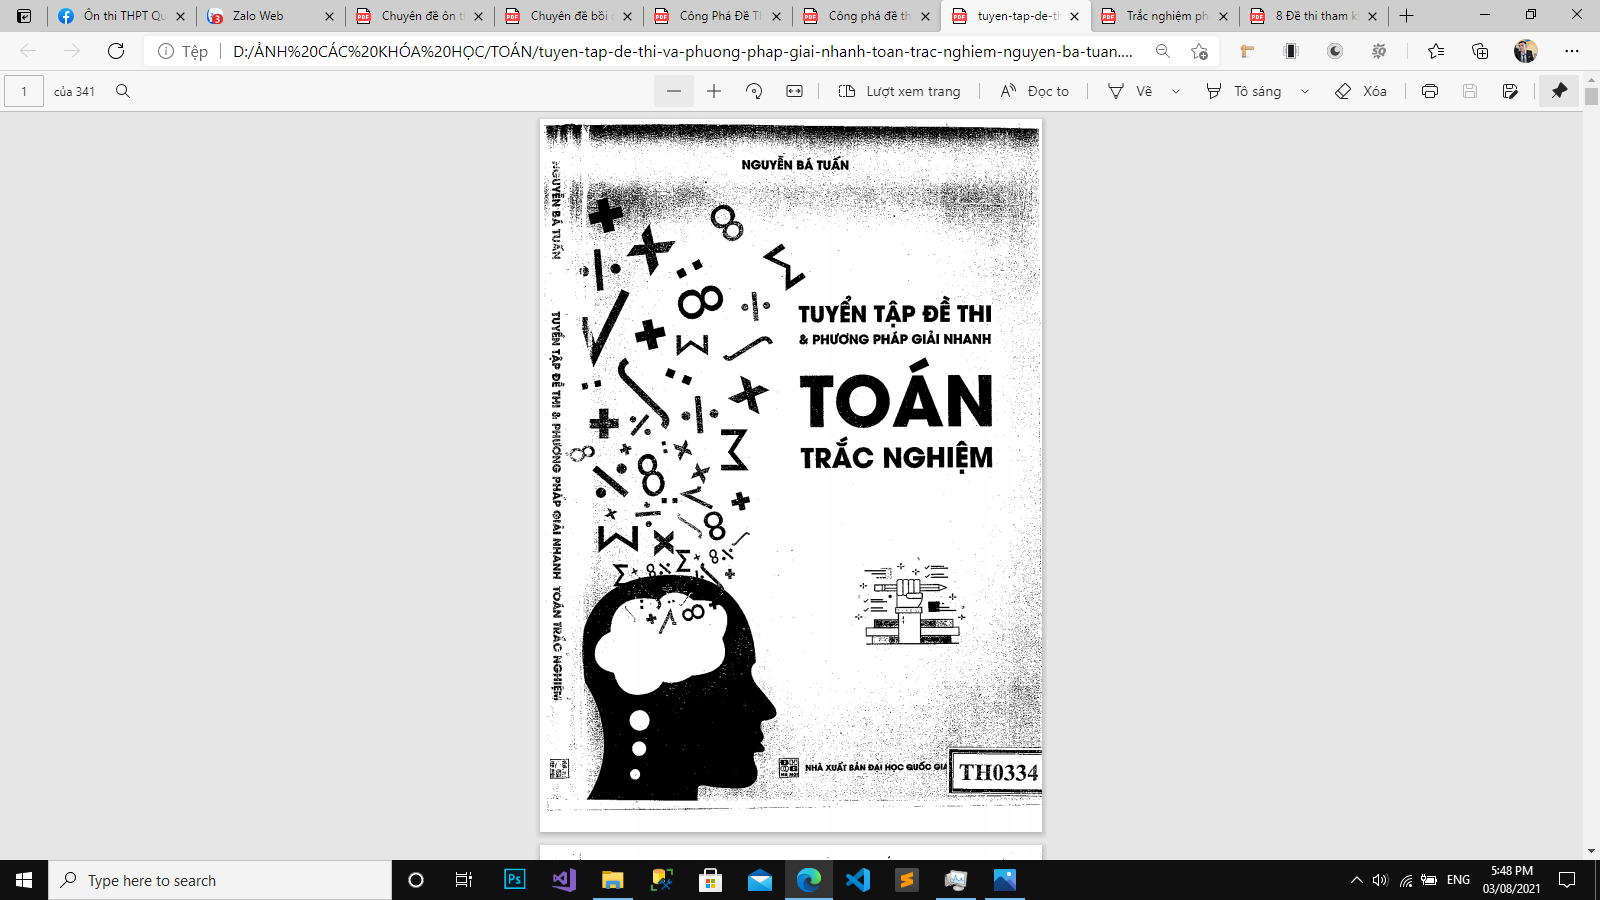 Ôn thi THPT Qu
Zalo Web
Chuyên đề ôn t
Chuyên đề bồi
Công Phá Đề T
Công phá đề th
tuyen-tap-de-th
Trắc nghiệm ph
8 Đề thi tham k
Tệp
D:/ẢNH%20CÁC%20KHÓA%20HỌC/TOÁN/tuyen-tap-de-thi-va-phuong-phap-giai-nhanh-toan-trac-nghiem-nguyen-ba-tuan....
1 của 341
Lượt xem trang
Đọc to
Vẽ
Tô sáng
Xóa
NGUYỄN BÁ TUẤN
NGUYỄN BÁ TUẤN
TUYỂN TẬP ĐỀ THI & PHƯƠNG PHÁP GIẢI NHANH TOÁN TRẮC NGHIỆM
TUYỂN TẬP ĐỀ THI
& PHƯƠNG PHÁP GIẢI NHANH
TOÁN
TRẮC NGHIỆM
NHÀ XUẤT BẢN ĐẠI HỌC QUỐC GIA
TH0334
Type here to search
ENG
5:48 PM
03/08/2021